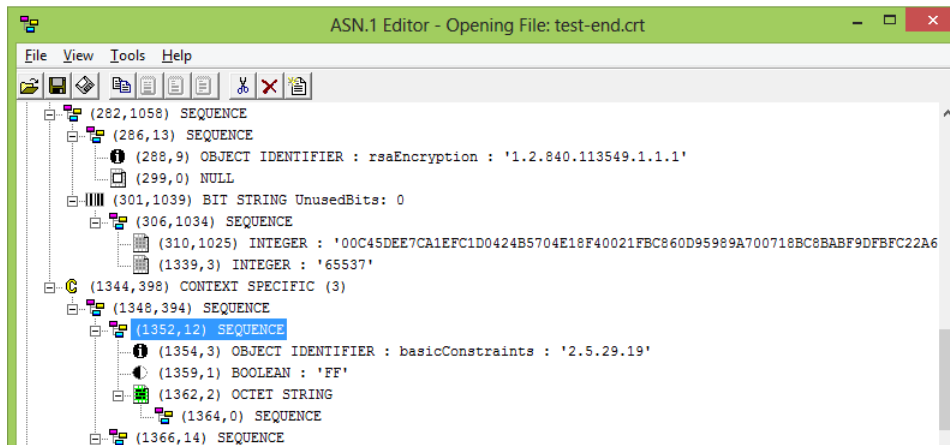 ASN.1 Editor - Opening File: test-end.crt
File View Tools Help
(282,1058) SEQUENCE
(286,13) SEQUENCE
(288,9) OBJECT IDENTIFIER : rsaEncryption : '1.2.840.113549.1.1.1'
(299,0) NULL
(301,1039) BIT STRING UnusedBits: 0
(306,1034) SEQUENCE
(310,1025) INTEGER : '00C45DEE7CA1EFC1D0424B5704E18F40021FBC860D95989A700718BC8BABF9DFBFC22A6
(1339,3) INTEGER : '65537'
C (1344,398) CONTEXT SPECIFIC (3)
(1348,394) SEQUENCE
(1352,12) SEQUENCE
(1354,3) OBJECT IDENTIFIER : basicConstraints : '2.5.29.19'
(1359,1) BOOLEAN : 'FF'
(1362,2) OCTET STRING
(1364,0) SEQUENCE
(1366,14) SEQUENCE